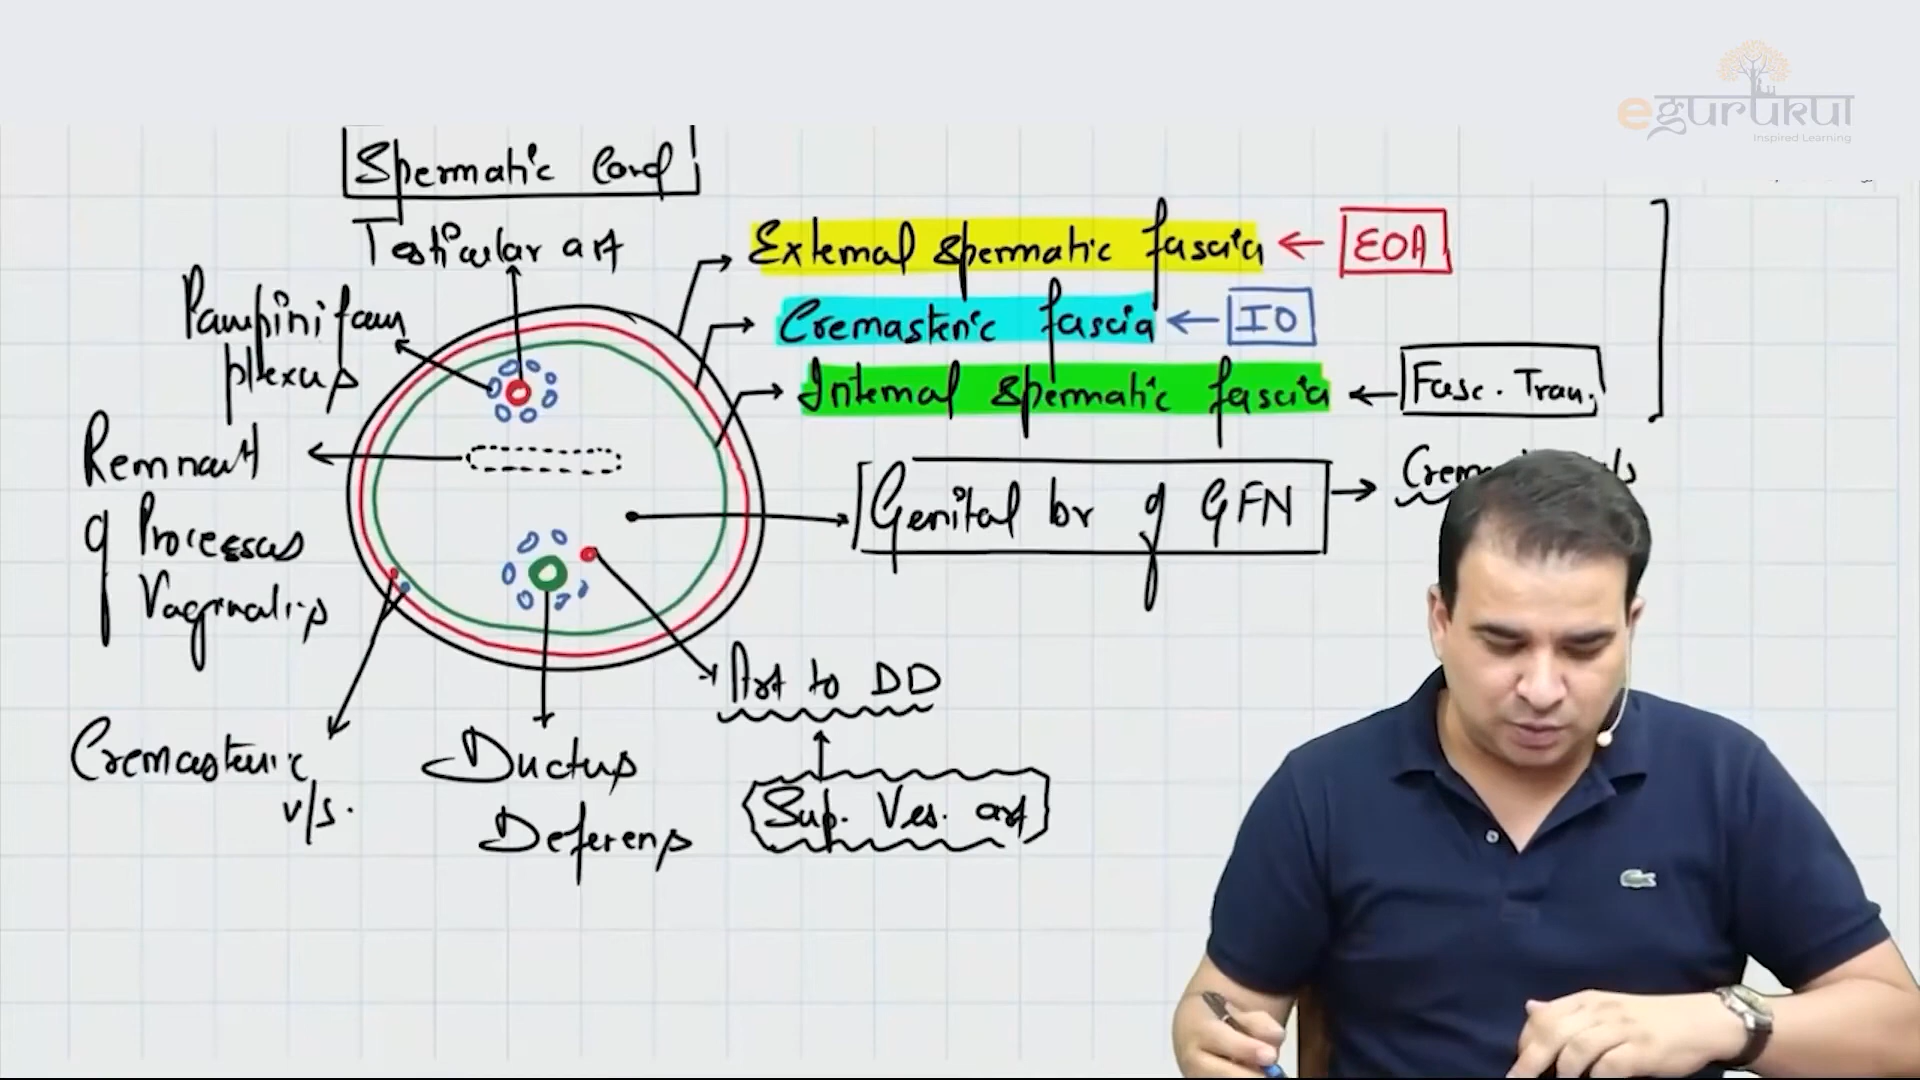 egurukul
Inspired Learning
Spermatic Cord
Testicular art
Pampiniform
plexus
Remnant
of Processus
Vaginalis
Cremasteric
v/s.
Ductus
Deferens
External spermatic fascia ← EOA
Cremasteric fascia ← IO
Internal spermatic fascia ← Fasc. Tran.
Genital br of GFN →
Art to DD
Sup. Ves. art